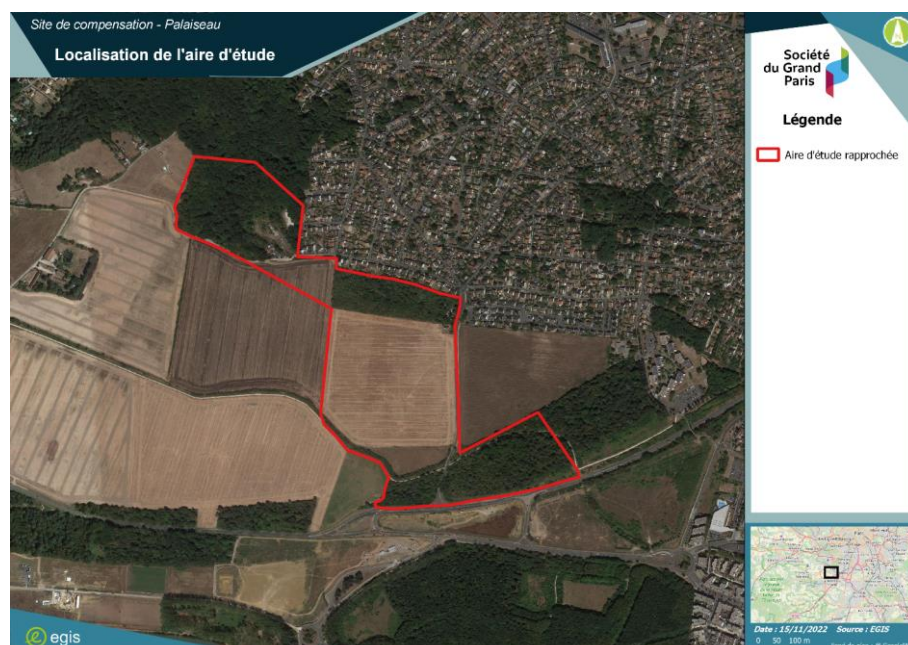 Site de compensation - Palaiseau
Localisation de l'aire d'étude
Société
du Grand
Paris
Légende
Aire d'étude rapprochée
Date : 15/11/2022 Source : EGIS
0 50 100 m
egis